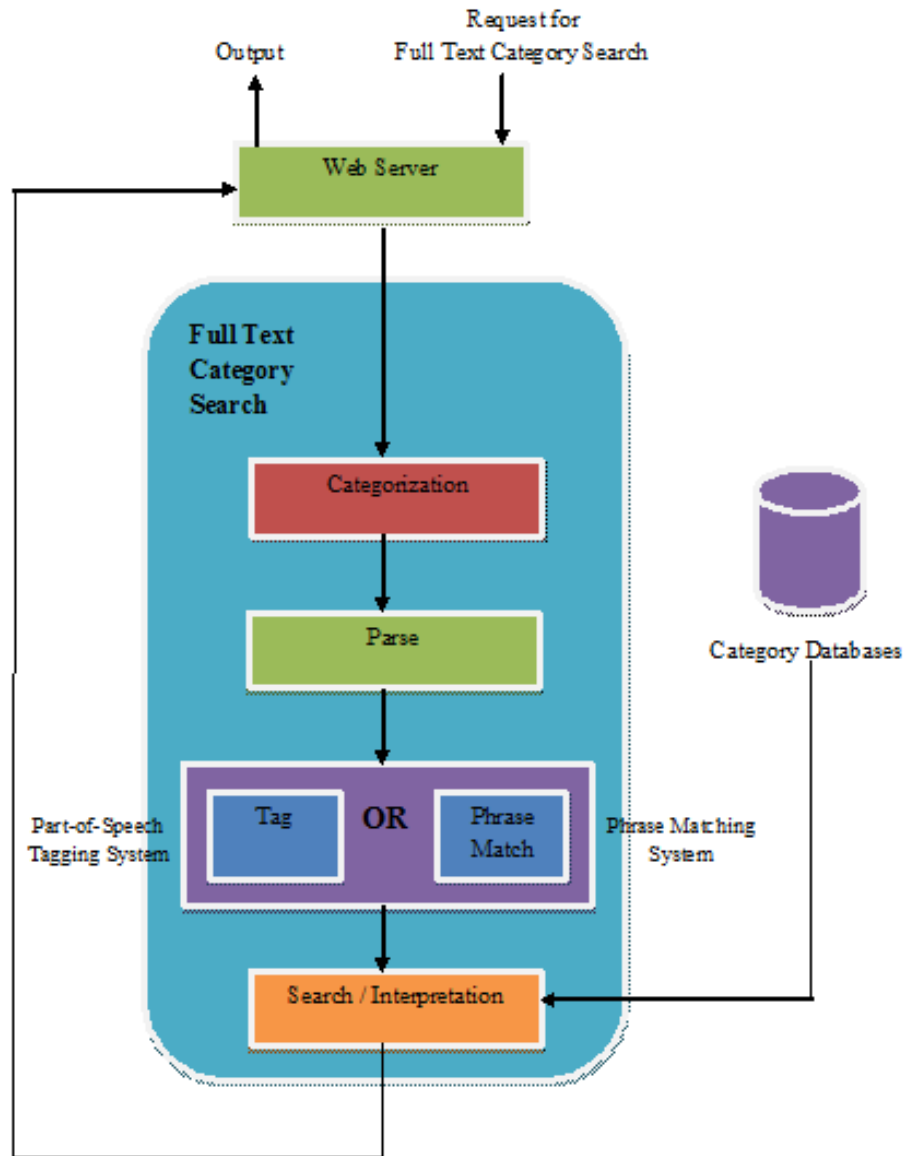 Output
Request for
Full Text Category Search
Web Server
Full Text
Category
Search
Categorization
Parse
Category Databases
Part-of-Speech
Tagging System
Tag
OR
Phrase
Match
Phrase Matching
System
Search / Interpretation